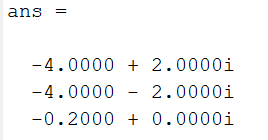 ans =
-4.0000 + 2.0000i
-4.0000 - 2.0000i
-0.2000 + 0.0000i